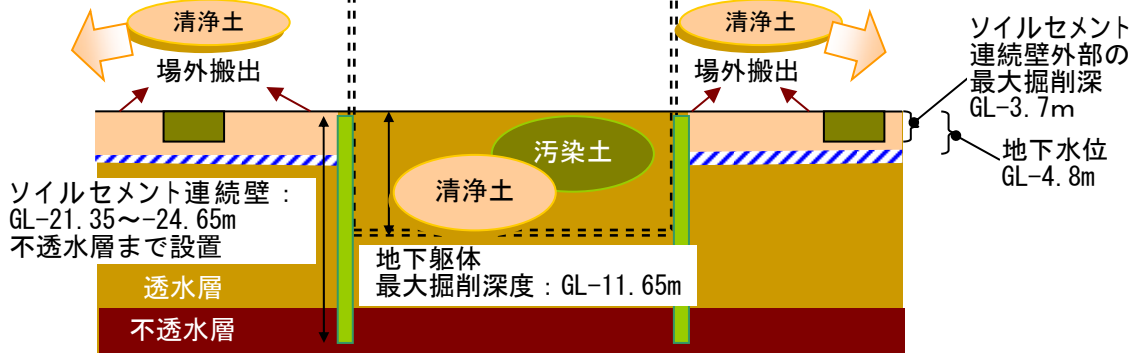 清浄土
場外搬出
清浄土
場外搬出
ソイルセメント
連続壁外部の
最大掘削深
GL-3.7m
地下水位
GL-4.8m
汚染土
清浄土
ソイルセメント連続壁：
GL-21.35～-24.65m
不透水層まで設置
地下躯体
最大掘削深度：GL-11.65m
透水層
不透水層